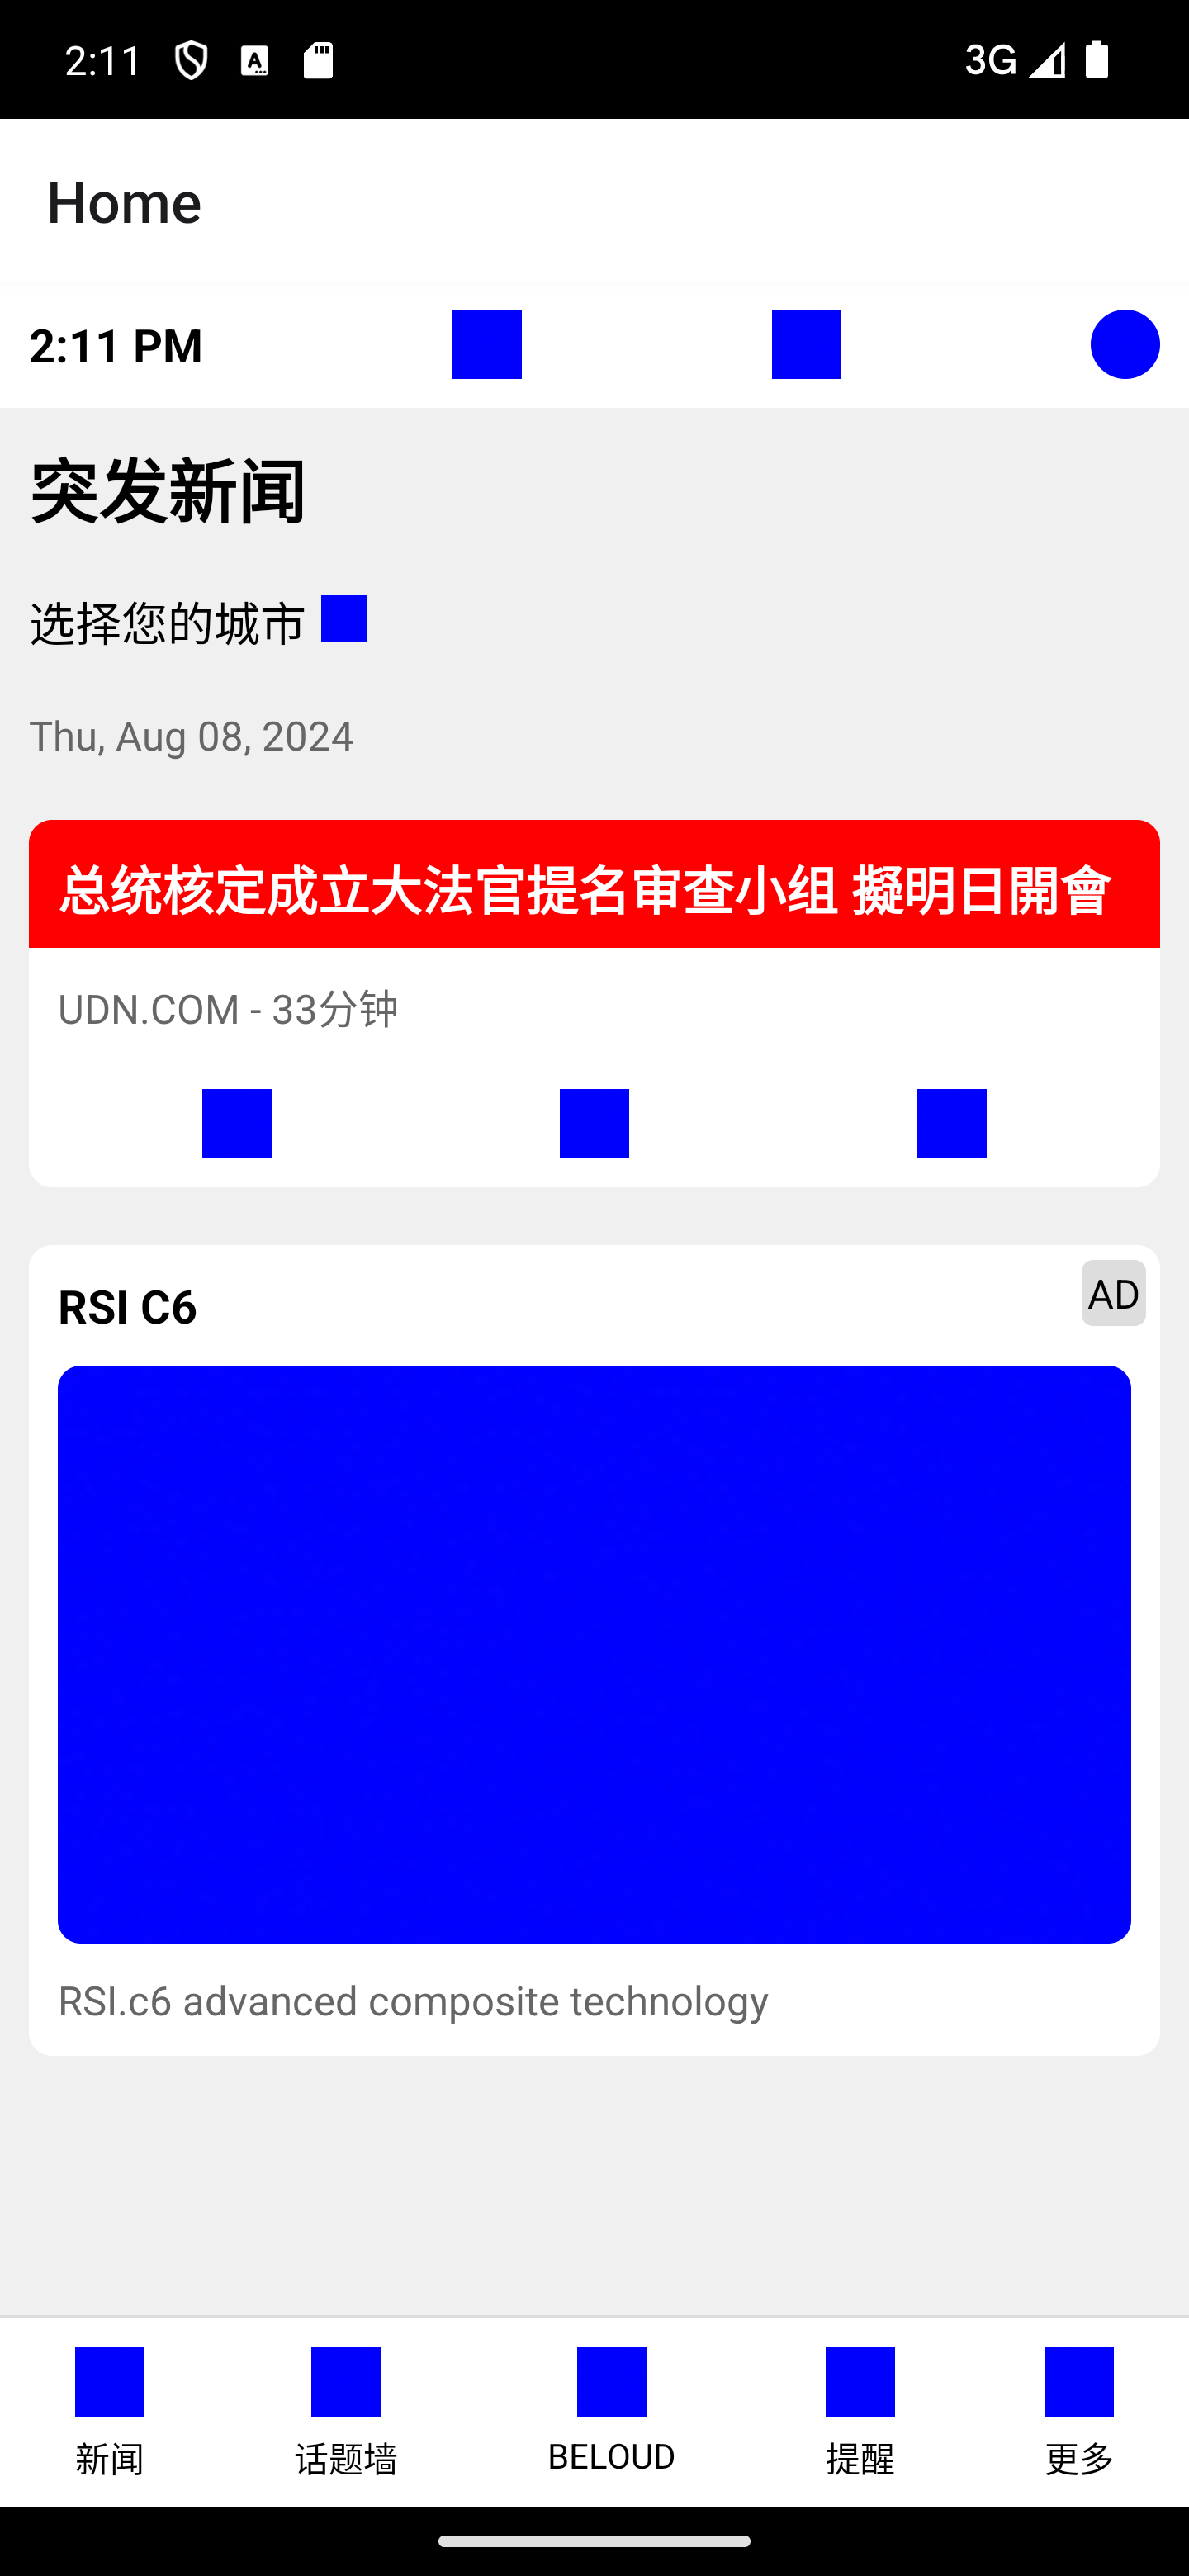 2:11
3G
Home
2:11 PM
突发新闻
选择您的城市
Thu, Aug 08, 2024
总统核定成立大法官提名审查小组 擬明日開會
UDN.COM - 33分钟
AD
RSI C6
RSI.c6 advanced composite technology
新闻 话题墙 BELOUD 提醒 更多